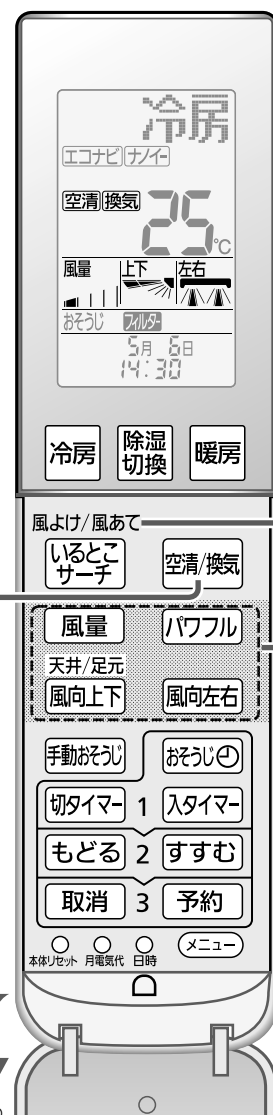 冷房
エコナビ ナノイー
空清 換気 25℃
風量 上下 左右
おそうじ フィルター
5月 6日
14:30
冷房 除湿切換 暖房
風よけ/風あて
いるとこサーチ 空清/換気
風量 パワフル
天井/足元
風向上下 風向左右
手動おそうじ おそうじ
切タイマー 1 入タイマー
もどる 2 すすむ
取消 3 予約
本体リセット 月電気代 日時 メニュー